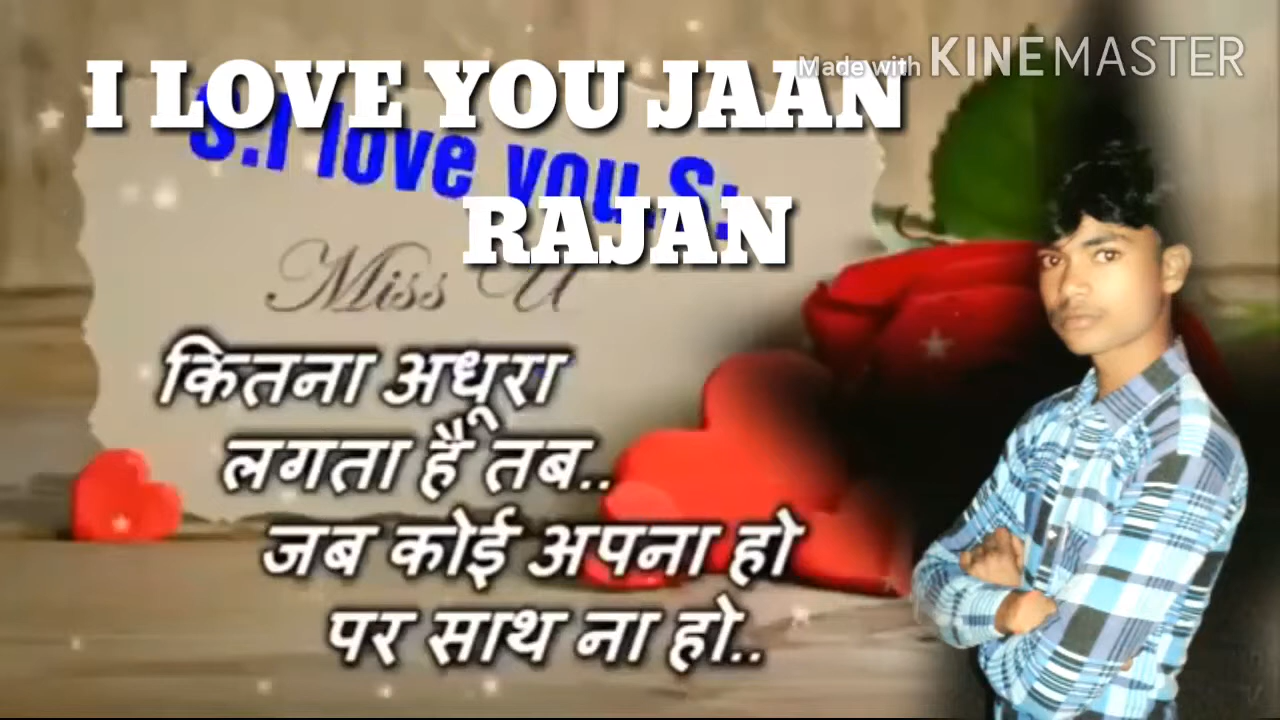 Made with KINEMASTER
I LOVE YOU JAAN
S:I love you.S:
RAJAN
Miss U
कितना अधूरा
लगता है तब..
जब कोई अपना हो
पर साथ ना हो..